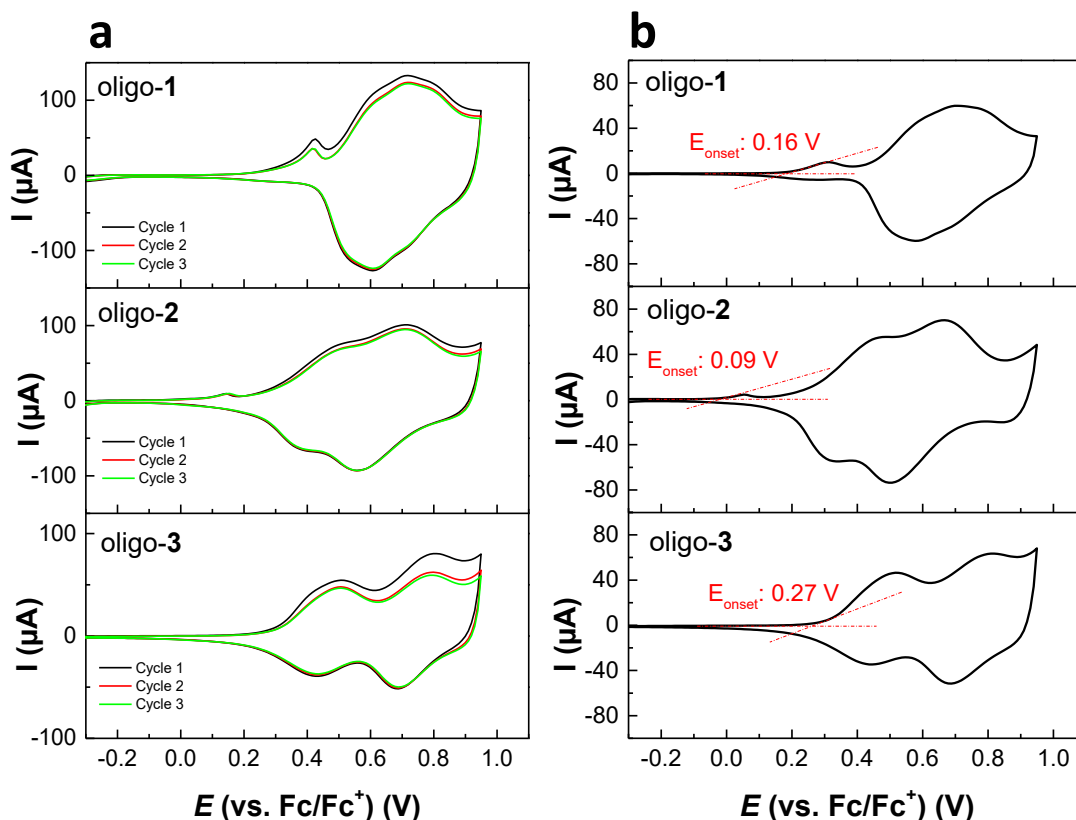 a
oligo-1
100
0
-100
I (µA)
Cycle 1
Cycle 2
Cycle 3
oligo-2
100
0
-100
I (µA)
Cycle 1
Cycle 2
Cycle 3
oligo-3
100
0
-100
I (µA)
Cycle 1
Cycle 2
Cycle 3
-0.2 0.0 0.2 0.4 0.6 0.8 1.0
E (vs. Fc/Fc+) (V)
b
oligo-1
80
40
0
-40
-80
I (µA)
Eonset: 0.16 V
oligo-2
80
40
0
-40
-80
I (µA)
Eonset: 0.09 V
oligo-3
80
40
0
-40
-80
I (µA)
Eonset: 0.27 V
-0.2 0.0 0.2 0.4 0.6 0.8 1.0
E (vs. Fc/Fc+) (V)